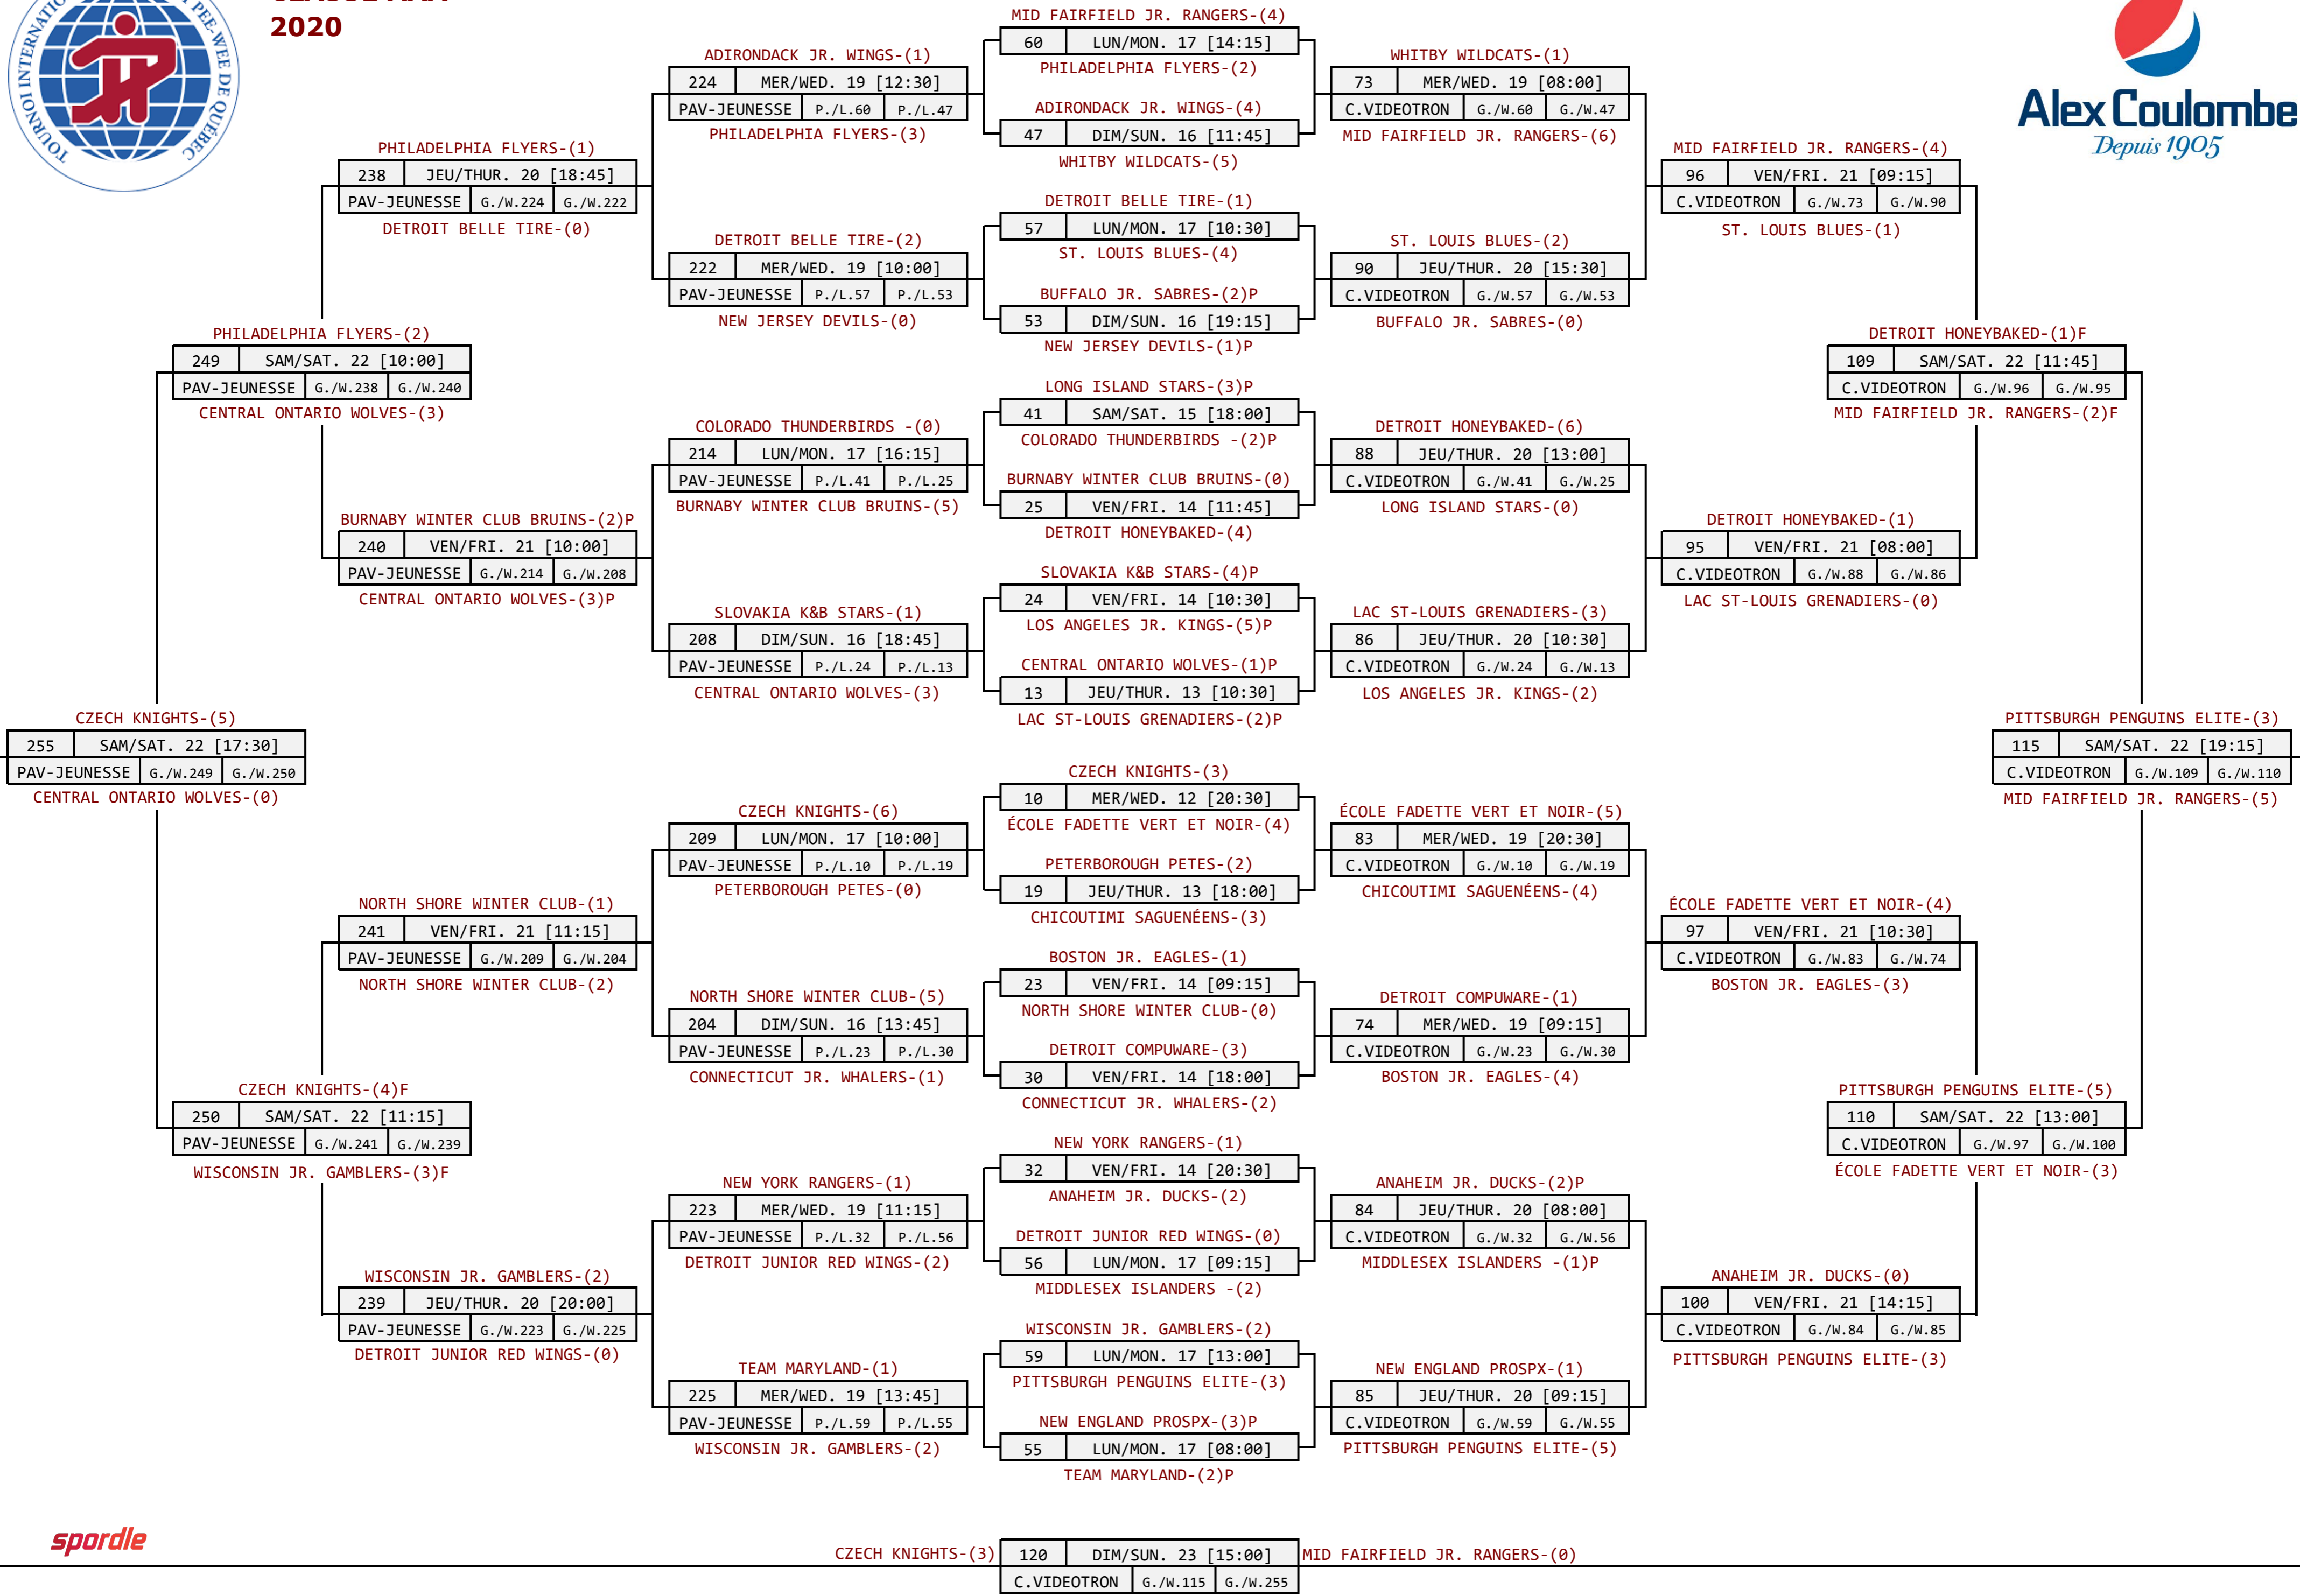 TOURNOI INTERNATIO
PEE-WEE DE QUÉBEC
2020
Alex Coulombe
Depuis 1905
MID FAIRFIELD JR. RANGERS-(4)
60 LUN/MON. 17 [14:15]
PHILADELPHIA FLYERS-(2)
ADIRONDACK JR. WINGS-(4)
47 DIM/SUN. 16 [11:45]
WHITBY WILDCATS-(5)
ADIRONDACK JR. WINGS-(1)
224 MER/WED. 19 [12:30]
PAV-JEUNESSE P./L.60 P./L.47
PHILADELPHIA FLYERS-(3)
WHITBY WILDCATS-(1)
73 MER/WED. 19 [08:00]
C.VIDEOTRON G./W.60 G./W.47
MID FAIRFIELD JR. RANGERS-(6)
PHILADELPHIA FLYERS-(1)
238 JEU/THUR. 20 [18:45]
PAV-JEUNESSE G./W.224 G./W.222
DETROIT BELLE TIRE-(0)
MID FAIRFIELD JR. RANGERS-(4)
96 VEN/FRI. 21 [09:15]
C.VIDEOTRON G./W.73 G./W.90
ST. LOUIS BLUES-(1)
DETROIT BELLE TIRE-(1)
57 LUN/MON. 17 [10:30]
ST. LOUIS BLUES-(4)
BUFFALO JR. SABRES-(2)P
53 DIM/SUN. 16 [19:15]
NEW JERSEY DEVILS-(1)P
DETROIT BELLE TIRE-(2)
222 MER/WED. 19 [10:00]
PAV-JEUNESSE P./L.57 P./L.53
NEW JERSEY DEVILS-(0)
ST. LOUIS BLUES-(2)
90 JEU/THUR. 20 [15:30]
C.VIDEOTRON G./W.57 G./W.53
BUFFALO JR. SABRES-(0)
PHILADELPHIA FLYERS-(2)
249 SAM/SAT. 22 [10:00]
PAV-JEUNESSE G./W.238 G./W.240
CENTRAL ONTARIO WOLVES-(3)
DETROIT HONEYBAKED-(1)F
109 SAM/SAT. 22 [11:45]
C.VIDEOTRON G./W.96 G./W.95
MID FAIRFIELD JR. RANGERS-(2)F
LONG ISLAND STARS-(3)P
41 SAM/SAT. 15 [18:00]
COLORADO THUNDERBIRDS -(2)P
BURNABY WINTER CLUB BRUINS-(0)
25 VEN/FRI. 14 [11:45]
DETROIT HONEYBAKED-(4)
COLORADO THUNDERBIRDS -(0)
214 LUN/MON. 17 [16:15]
PAV-JEUNESSE P./L.41 P./L.25
BURNABY WINTER CLUB BRUINS-(5)
DETROIT HONEYBAKED-(6)
88 JEU/THUR. 20 [13:00]
C.VIDEOTRON G./W.41 G./W.25
LONG ISLAND STARS-(0)
BURNABY WINTER CLUB BRUINS-(2)P
240 VEN/FRI. 21 [10:00]
PAV-JEUNESSE G./W.214 G./W.208
CENTRAL ONTARIO WOLVES-(3)P
DETROIT HONEYBAKED-(1)
95 VEN/FRI. 21 [08:00]
C.VIDEOTRON G./W.88 G./W.86
LAC ST-LOUIS GRENADIERS-(0)
SLOVAKIA K&B STARS-(4)P
24 VEN/FRI. 14 [10:30]
LOS ANGELES JR. KINGS-(5)P
CENTRAL ONTARIO WOLVES-(1)P
13 JEU/THUR. 13 [10:30]
LAC ST-LOUIS GRENADIERS-(2)P
SLOVAKIA K&B STARS-(1)
208 DIM/SUN. 16 [18:45]
PAV-JEUNESSE P./L.24 P./L.13
CENTRAL ONTARIO WOLVES-(3)
LAC ST-LOUIS GRENADIERS-(3)
86 JEU/THUR. 20 [10:30]
C.VIDEOTRON G./W.24 G./W.13
LOS ANGELES JR. KINGS-(2)
CZECH KNIGHTS-(5)
255 SAM/SAT. 22 [17:30]
PAV-JEUNESSE G./W.249 G./W.250
CENTRAL ONTARIO WOLVES-(0)
PITTSBURGH PENGUINS ELITE-(3)
115 SAM/SAT. 22 [19:15]
C.VIDEOTRON G./W.109 G./W.110
MID FAIRFIELD JR. RANGERS-(5)
CZECH KNIGHTS-(3)
10 MER/WED. 12 [20:30]
ÉCOLE FADETTE VERT ET NOIR-(4)
PETERBOROUGH PETES-(2)
19 JEU/THUR. 13 [18:00]
CHICOUTIMI SAGUENÉENS-(3)
CZECH KNIGHTS-(6)
209 LUN/MON. 17 [10:00]
PAV-JEUNESSE P./L.10 P./L.19
PETERBOROUGH PETES-(0)
ÉCOLE FADETTE VERT ET NOIR-(5)
83 MER/WED. 19 [20:30]
C.VIDEOTRON G./W.10 G./W.19
CHICOUTIMI SAGUENÉENS-(4)
NORTH SHORE WINTER CLUB-(1)
241 VEN/FRI. 21 [11:15]
PAV-JEUNESSE G./W.209 G./W.204
NORTH SHORE WINTER CLUB-(2)
ÉCOLE FADETTE VERT ET NOIR-(4)
97 VEN/FRI. 21 [10:30]
C.VIDEOTRON G./W.83 G./W.74
BOSTON JR. EAGLES-(3)
BOSTON JR. EAGLES-(1)
23 VEN/FRI. 14 [09:15]
NORTH SHORE WINTER CLUB-(0)
DETROIT COMPUWARE-(3)
30 VEN/FRI. 14 [18:00]
CONNECTICUT JR. WHALERS-(2)
NORTH SHORE WINTER CLUB-(5)
204 DIM/SUN. 16 [13:45]
PAV-JEUNESSE P./L.23 P./L.30
CONNECTICUT JR. WHALERS-(1)
DETROIT COMPUWARE-(1)
74 MER/WED. 19 [09:15]
C.VIDEOTRON G./W.23 G./W.30
BOSTON JR. EAGLES-(4)
CZECH KNIGHTS-(4)F
250 SAM/SAT. 22 [11:15]
PAV-JEUNESSE G./W.241 G./W.239
WISCONSIN JR. GAMBLERS-(3)F
PITTSBURGH PENGUINS ELITE-(5)
110 SAM/SAT. 22 [13:00]
C.VIDEOTRON G./W.97 G./W.100
ÉCOLE FADETTE VERT ET NOIR-(3)
NEW YORK RANGERS-(1)
32 VEN/FRI. 14 [20:30]
ANAHEIM JR. DUCKS-(2)
DETROIT JUNIOR RED WINGS-(0)
56 LUN/MON. 17 [09:15]
MIDDLESEX ISLANDERS -(2)
NEW YORK RANGERS-(1)
223 MER/WED. 19 [11:15]
PAV-JEUNESSE P./L.32 P./L.56
DETROIT JUNIOR RED WINGS-(2)
ANAHEIM JR. DUCKS-(2)P
84 JEU/THUR. 20 [08:00]
C.VIDEOTRON G./W.32 G./W.56
MIDDLESEX ISLANDERS -(1)P
WISCONSIN JR. GAMBLERS-(2)
239 JEU/THUR. 20 [20:00]
PAV-JEUNESSE G./W.223 G./W.225
DETROIT JUNIOR RED WINGS-(0)
ANAHEIM JR. DUCKS-(0)
100 VEN/FRI. 21 [14:15]
C.VIDEOTRON G./W.84 G./W.85
PITTSBURGH PENGUINS ELITE-(3)
WISCONSIN JR. GAMBLERS-(2)
59 LUN/MON. 17 [13:00]
PITTSBURGH PENGUINS ELITE-(3)
NEW ENGLAND PROSPX-(3)P
55 LUN/MON. 17 [08:00]
TEAM MARYLAND-(2)P
TEAM MARYLAND-(1)
225 MER/WED. 19 [13:45]
PAV-JEUNESSE P./L.59 P./L.55
WISCONSIN JR. GAMBLERS-(2)
NEW ENGLAND PROSPX-(1)
85 JEU/THUR. 20 [09:15]
C.VIDEOTRON G./W.59 G./W.55
PITTSBURGH PENGUINS ELITE-(5)
spordle
CZECH KNIGHTS-(3) 120 DIM/SUN. 23 [15:00] MID FAIRFIELD JR. RANGERS-(0)
C.VIDEOTRON G./W.115 G./W.255